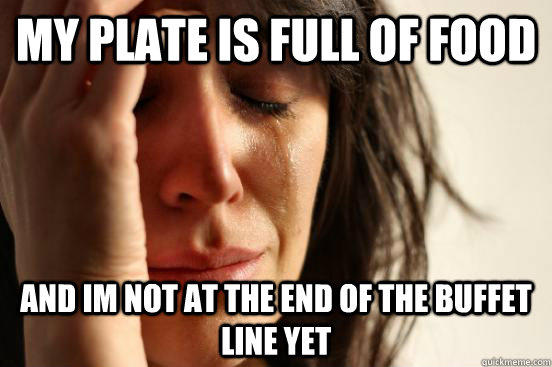 MY PLATE IS FULL OF FOOD
AND IM NOT AT THE END OF THE BUFFET
LINE YET
quickmeme.com